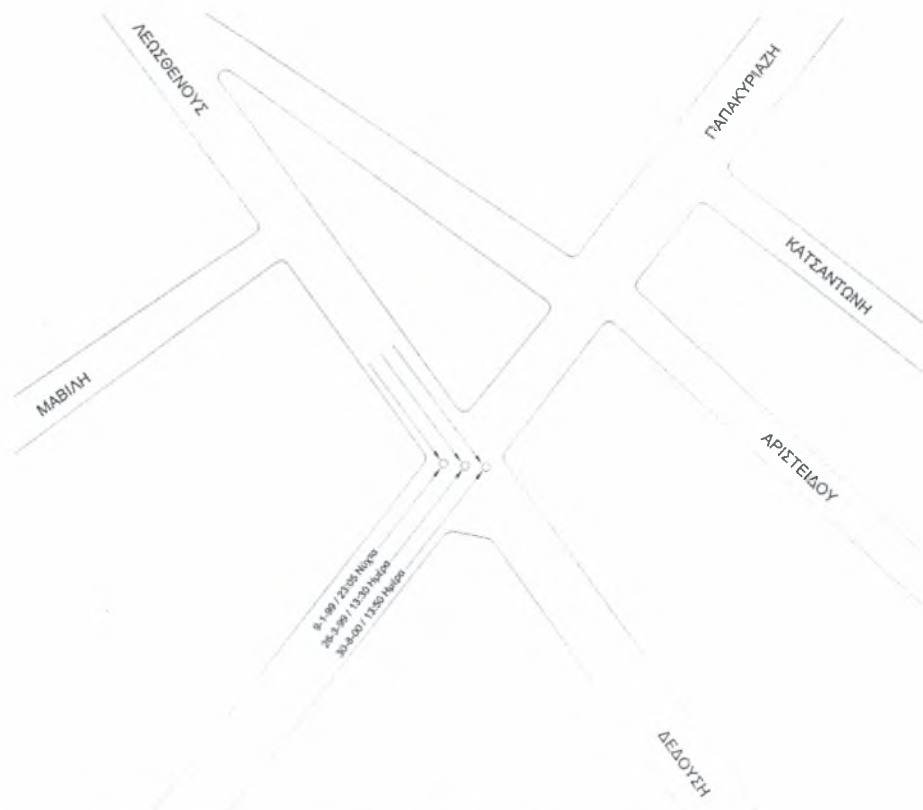 ΛΕΩΣΘΕΝΟΥΣ
ΠΑΠΑΚΥΡΙΑΖΗ
ΚΑΤΣΑΝΤΩΝΗ
ΜΑΒΙΛΗ
ΑΡΙΣΤΕΙΔΟΥ
9-1-99 / 23:05 Νύχτα
26-3-99 / 13:30 Ημέρα
30-8-00 / 13:50 Ημέρα
ΔΕΔΟΥΣΗ